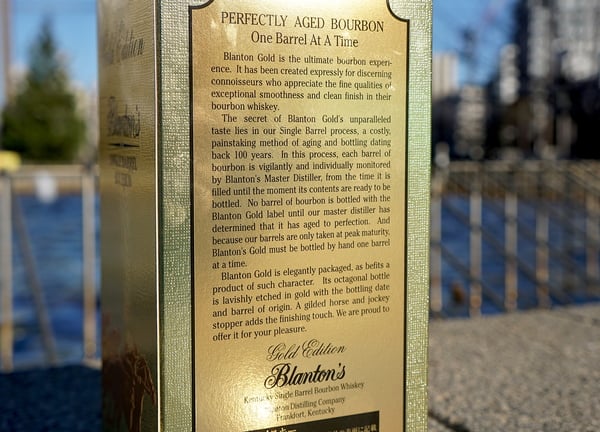 PERFECTLY AGED BOURBON
One Barrel At A Time
Blanton Gold is the ultimate bourbon experi-
ence. It has been created expressly for discerning
connoisseurs who appreciate the fine qualities of
exceptional smoothness and clean finish in their
bourbon whiskey.
The secret of Blanton Gold's unparalleled
taste lies in our Single Barrel process, a costly,
painstaking method of aging and bottling dating
back 100 years. In this process, each barrel of
bourbon is vigilantly and individually monitored
by Blanton's Master Distiller, from the time it is
filled until the moment its contents are ready to be
bottled. No barrel of bourbon is bottled with the
Blanton Gold label until our master distiller has
determined that it has aged to perfection. And
because our barrels are only taken at peak maturity,
Blanton's Gold must be bottled by hand one barrel
at a time.
Blanton Gold is elegantly packaged, as befits a
product of such character. Its octagonal bottle
is lavishly etched in gold with the bottling date
and barrel of origin. A gilded horse and jockey
stopper adds the finishing touch. We are proud to
offer it for your pleasure.
Gold Edition
Blanton's
Kentucky Single Barrel Bourbon Whiskey
Blanton Distilling Company
Frankfort, Kentucky
Gold Edition
Blanton's